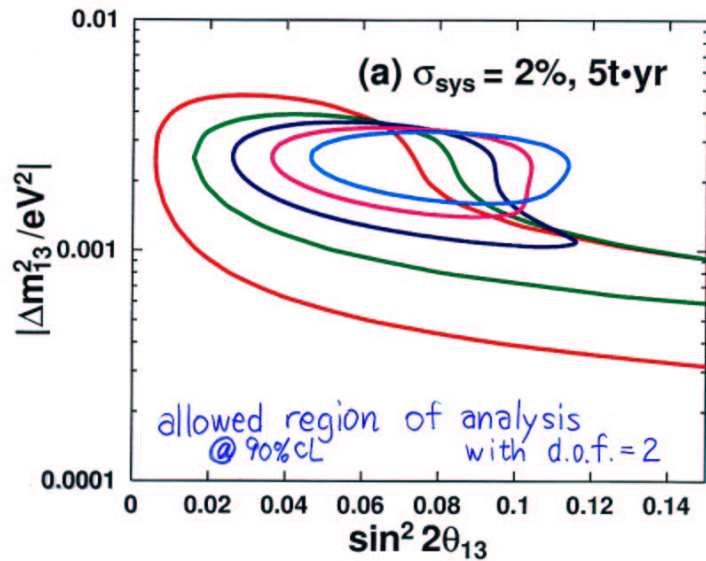 0.01
(a) σsys = 2%, 5t·yr
|Δm²13/eV²|
0.001
allowed region of analysis
@ 90%CL with d.o.f. = 2
0.0001
0 0.02 0.04 0.06 0.08 0.1 0.12 0.14
sin² 2θ13